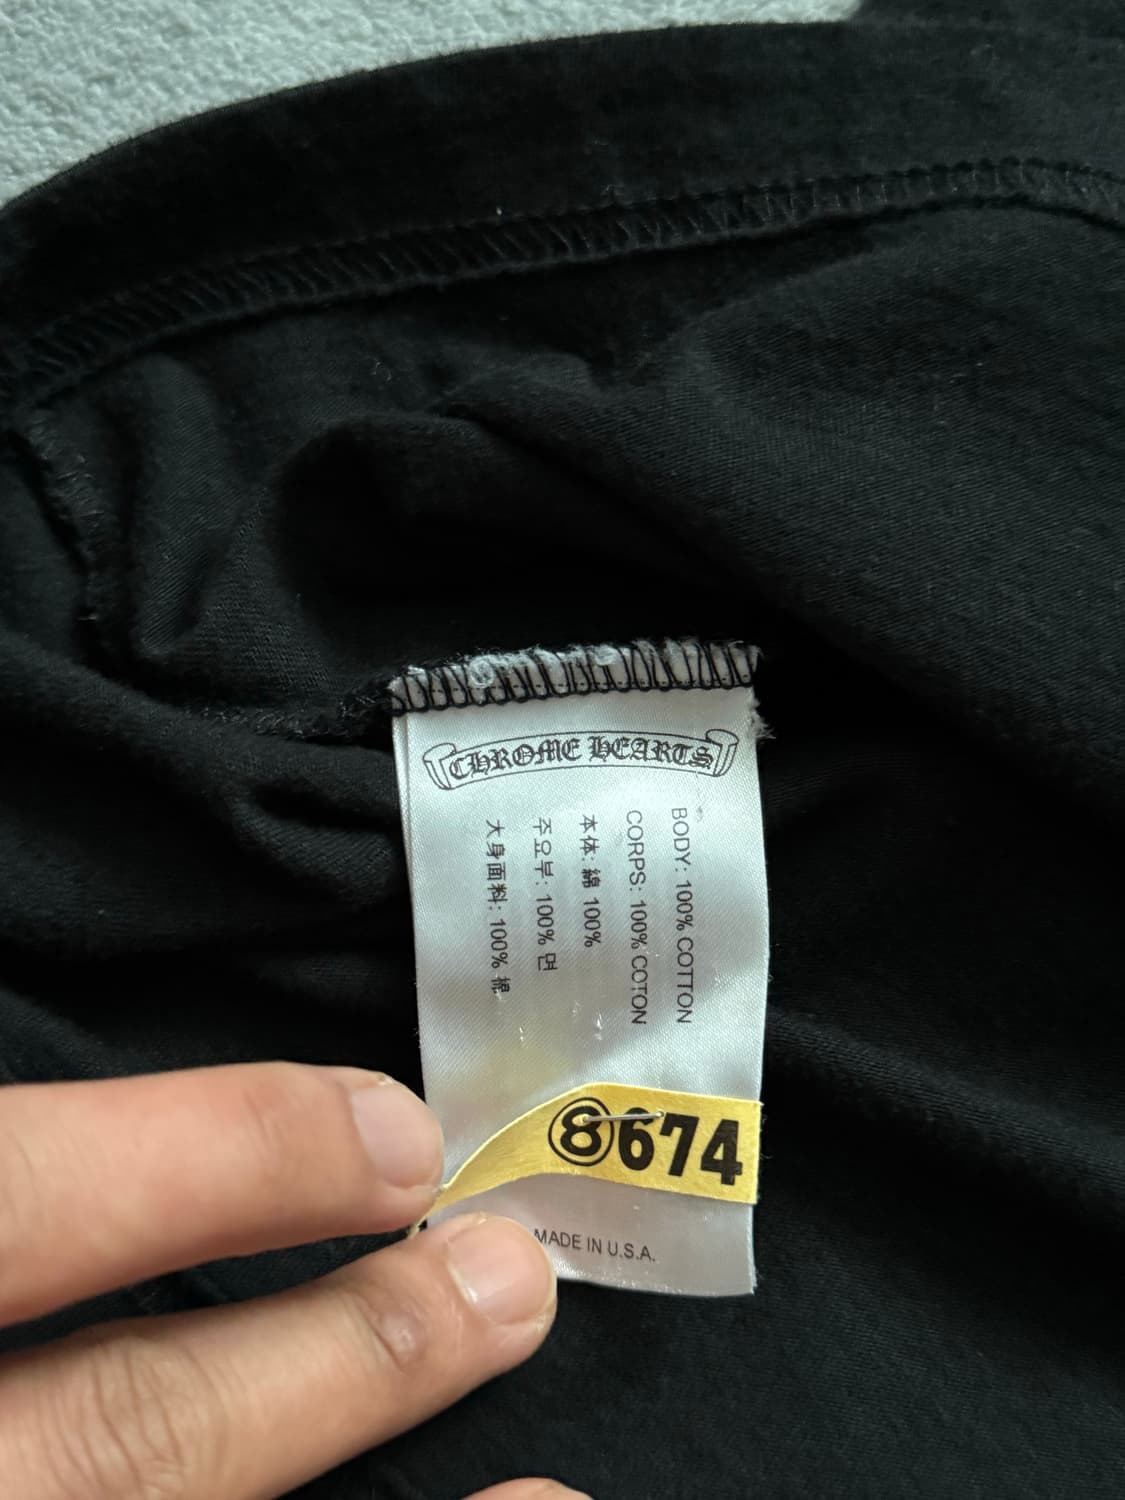 CHROME HEARTS
BODY: 100% COTTON
CORPS: 100% COTON
本体: 綿 100%
주요부: 100% 면
大身面料: 100% 棉
⑧674
MADE IN U.S.A.